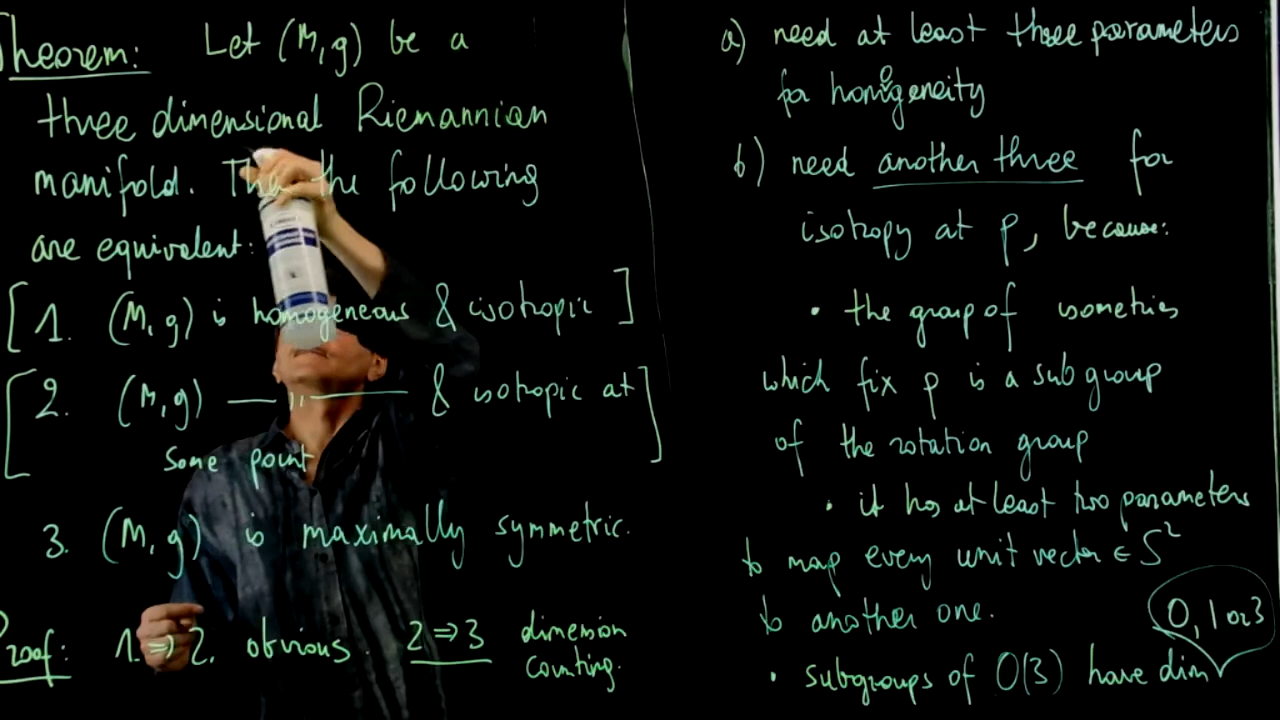 Theorem: Let (M,g) be a
three dimensional Riemannian
manifold. Then the following
are equivalent:
[1. (M,g) is homogeneous & isotropic]
[2. (M,g) — ,, — & isotropic at
some point]
3. (M,g) is maximally symmetric.
Proof: 1. ⇒ 2. obvious. 2 ⇒ 3 dimension
counting.
a) need at least three parameters
for homogeneity
b) need another three for
isotropy at p, because:
• the group of isometries
which fix p is a subgroup
of the rotation group
• it has at least two parameters
to map every unit vector ∈ S²
to another one.
0, 1 or 3
• subgroups of O(3) have dim